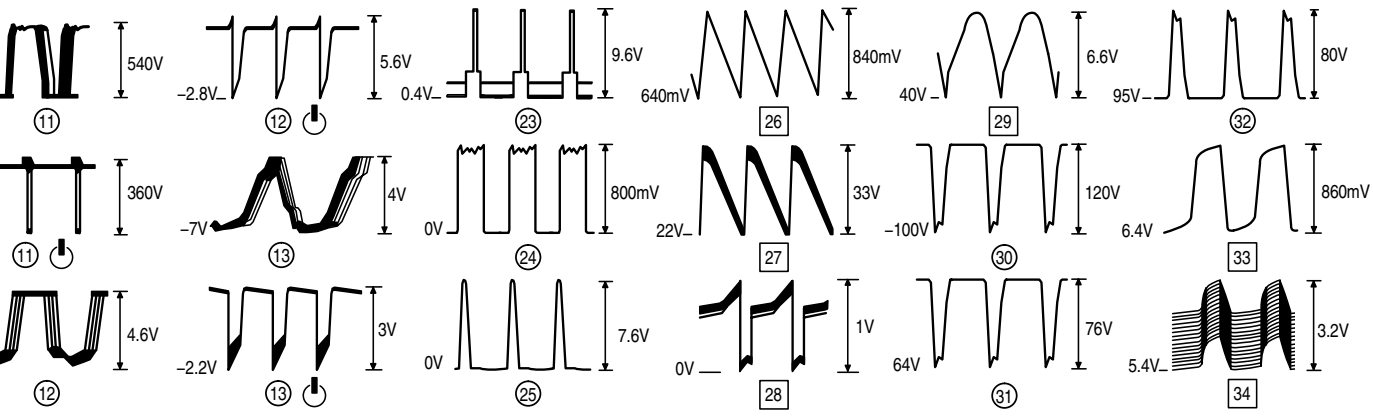 540V
11
5.6V
–2.8V
12
9.6V
0.4V
23
840mV
640mV
26
6.6V
40V
29
80V
95V
32
360V
11
4V
–7V
13
800mV
0V
24
33V
22V
27
120V
–100V
30
860mV
6.4V
33
4.6V
12
3V
–2.2V
13
7.6V
0V
25
1V
0V
28
76V
64V
31
3.2V
5.4V
34